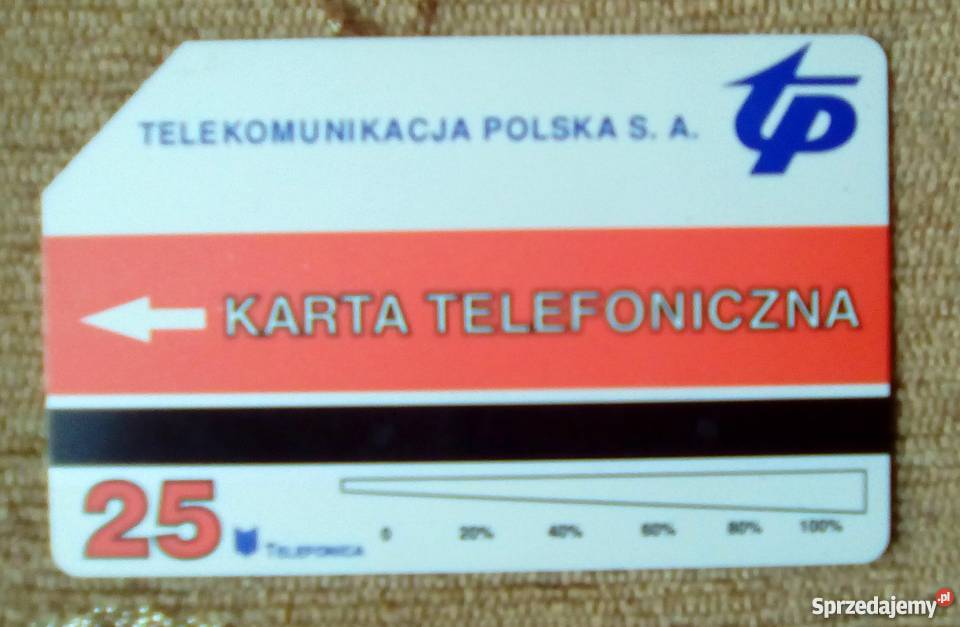 TELEKOMUNIKACJA POLSKA S. A.
tp
KARTA TELEFONICZNA
25
TELEFONICA
0 20% 40% 60% 80% 100%
Sprzedajemy.pl